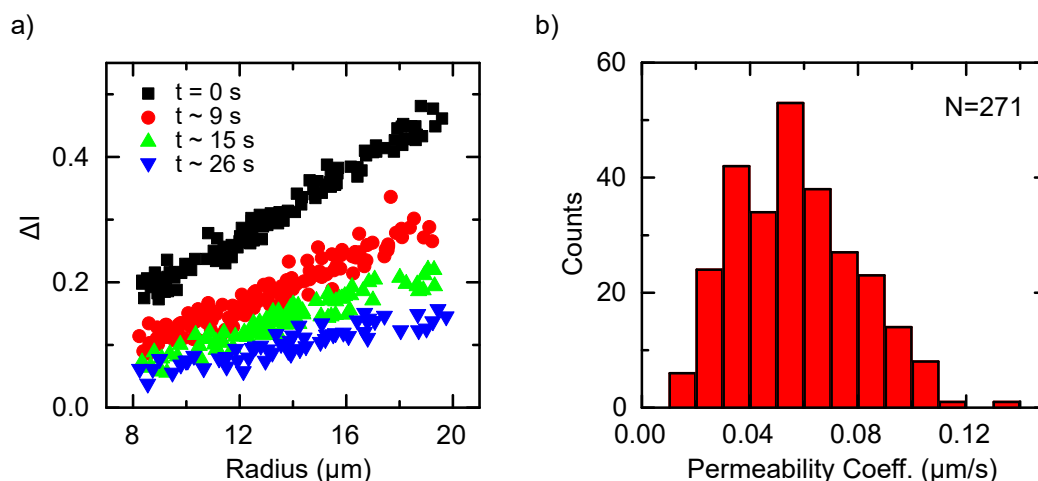 a)
ΔI
0.4
0.2
0.0
t = 0 s
t ~ 9 s
t ~ 15 s
t ~ 26 s
8
12
16
20
Radius (µm)
b)
Counts
60
40
20
0
N=271
0.00
0.04
0.08
0.12
Permeability Coeff. (µm/s)